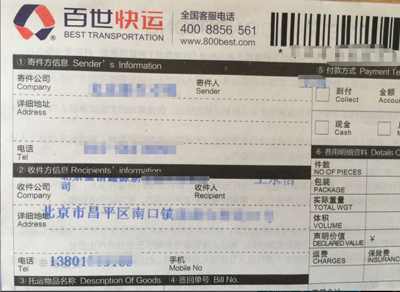 百世快运 全国客服电话
BEST TRANSPORTATION 400 8856 561
www.800best.com
① 寄件方信息 Sender's Information ⑤ 付款方式 Payment
寄件公司 寄件人
Company Sender 到付 金额
详细地址 Collect
Address 现金
Cash
电话
Tel ⑥ 费用明细资料 Details
② 收件方信息 Recipients' information 件数
NO OF PIECES
收件公司 司 收件人 包装
Company Recipient PACKAGE
详细地址 北京市昌平区南口镇 实际重量
Address TOTAL WGT
体积
VOLUME
声明价值 ¥
DECLARED VALUE
电话 13801 手机 运费 保险费
Tel Mobile No CHARGES INSURANCE
③ 托运物品名称 Description Of Goods ④ 签回单号 Bill No.